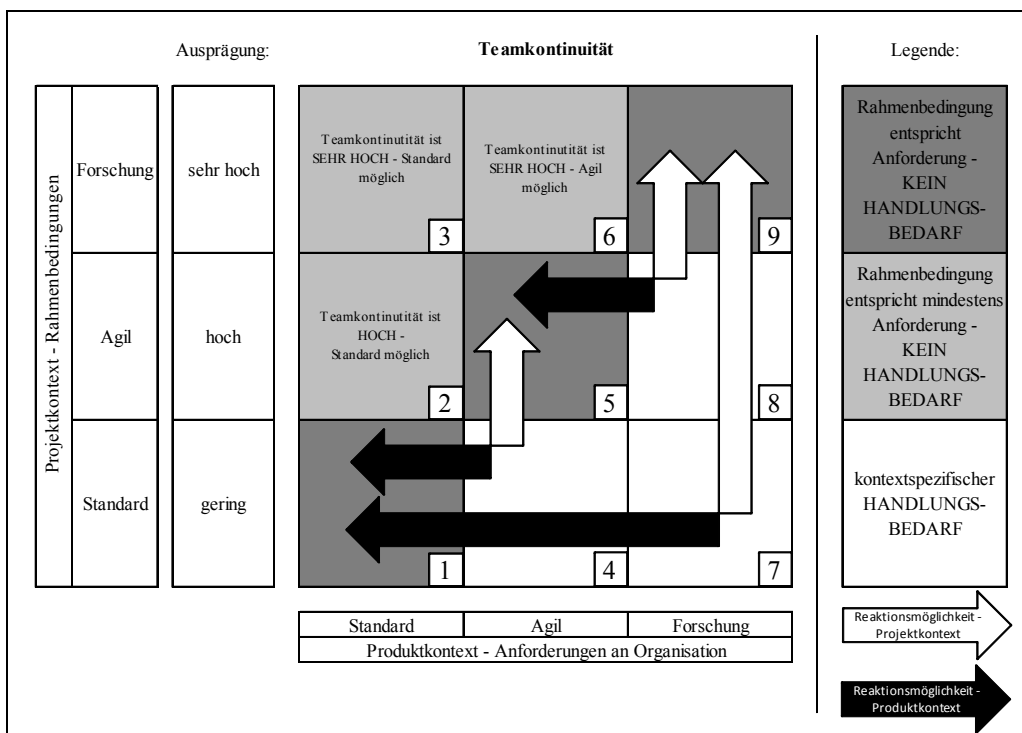 Ausprägung:
Teamkontinuität
Legende:
Projektkontext - Rahmenbedingungen
Forschung
sehr hoch
Teamkontinutität ist
SEHR HOCH - Standard
möglich
3
Teamkontinutität ist
SEHR HOCH - Agil
möglich
6
9
Rahmenbedingung
entspricht
Anforderung -
KEIN
HANDLUNGS-
BEDARF
Agil
hoch
Teamkontinutität ist
HOCH -
Standard möglich
2
5
8
Rahmenbedingung
entspricht mindestens
Anforderung -
KEIN
HANDLUNGS-
BEDARF
Standard
gering
1
4
7
kontextspezifischer
HANDLUNGS-
BEDARF
Standard
Agil
Forschung
Produktkontext - Anforderungen an Organisation
Reaktionsmöglichkeit -
Projektkontext
Reaktionsmöglichkeit -
Produktkontext